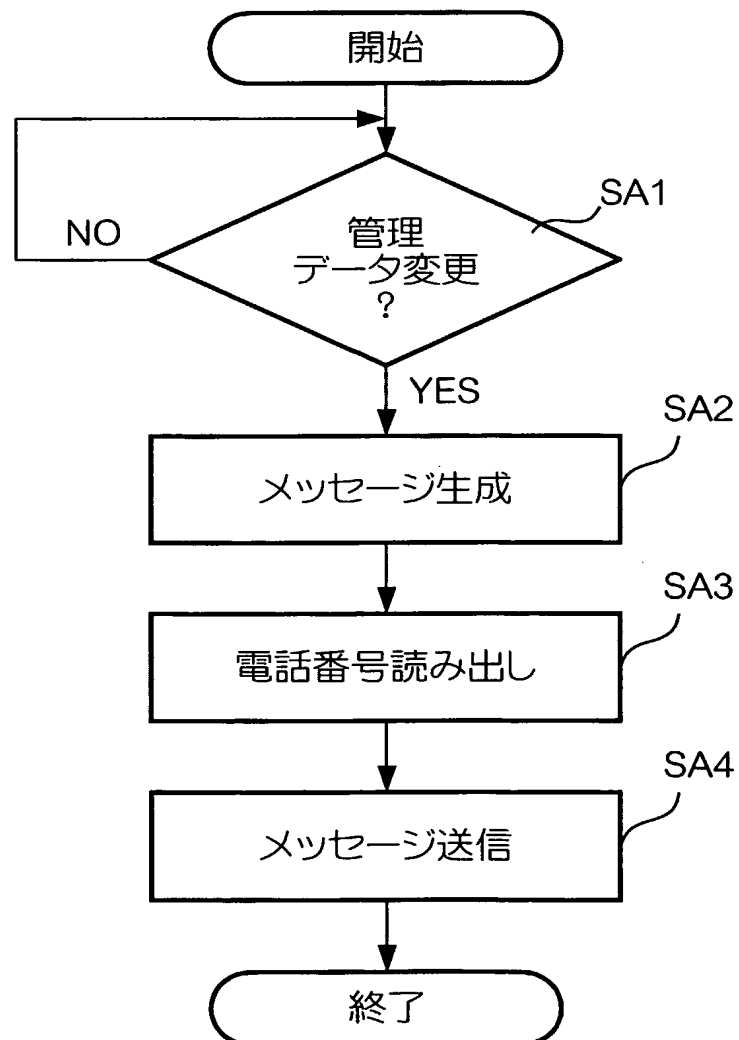 開始
SA1
NO
管理
データ変更
?
YES
SA2
メッセージ生成
SA3
電話番号読み出し
SA4
メッセージ送信
終了